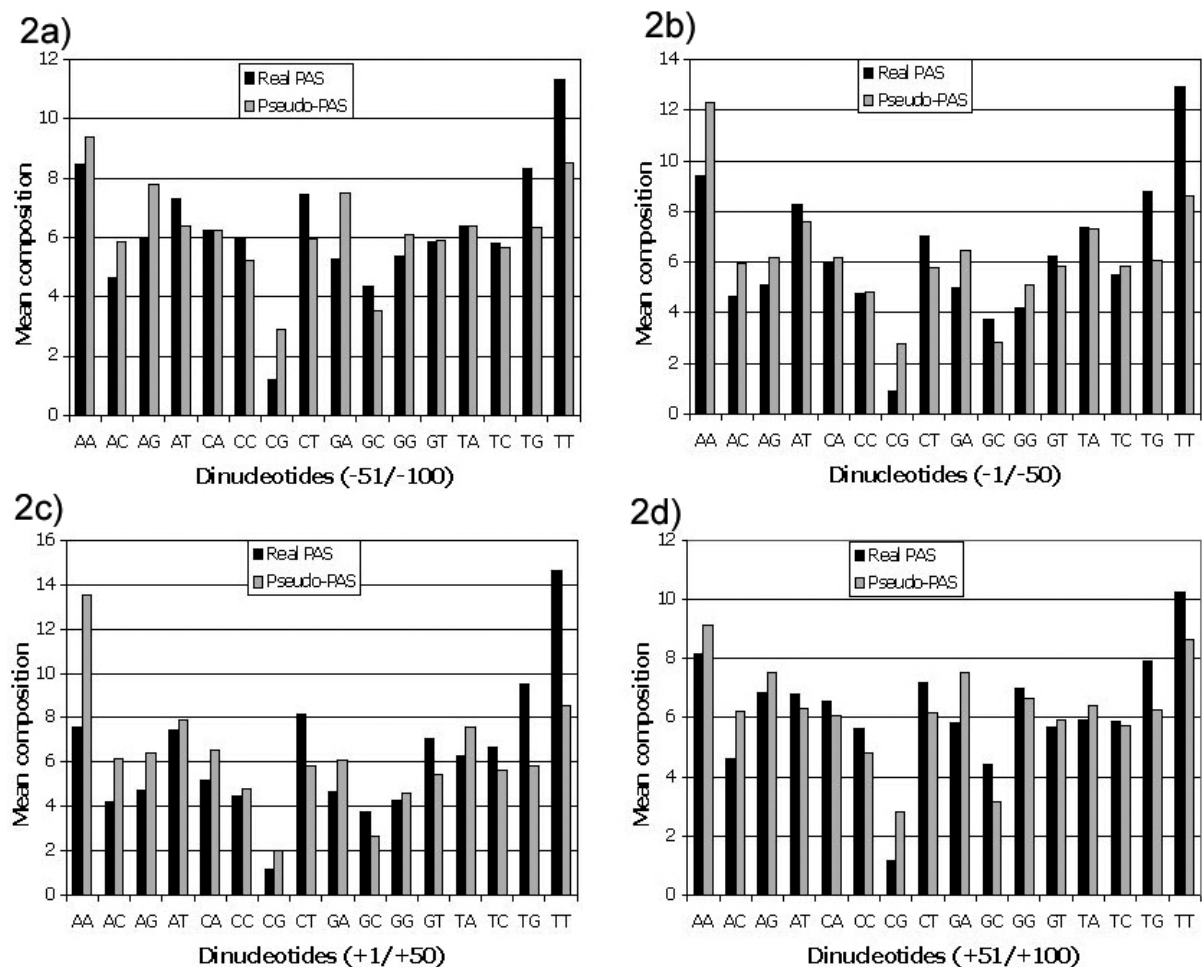 2a)
Real PAS
Pseudo-PAS
Mean composition
12
10
8
6
4
2
0
AA AC AG AT CA CC CG CT GA GC GG GT TA TC TG TT
Dinucleotides (-51/-100)
2b)
Real PAS
Pseudo-PAS
Mean composition
14
12
10
8
6
4
2
0
AA AC AG AT CA CC CG CT GA GC GG GT TA TC TG TT
Dinucleotides (-1/-50)
2c)
Real PAS
Pseudo-PAS
Mean composition
16
14
12
10
8
6
4
2
0
AA AC AG AT CA CC CG CT GA GC GG GT TA TC TG TT
Dinucleotides (+1/+50)
2d)
Real PAS
Pseudo-PAS
Mean composition
12
10
8
6
4
2
0
AA AC AG AT CA CC CG CT GA GC GG GT TA TC TG TT
Dinucleotides (+51/+100)